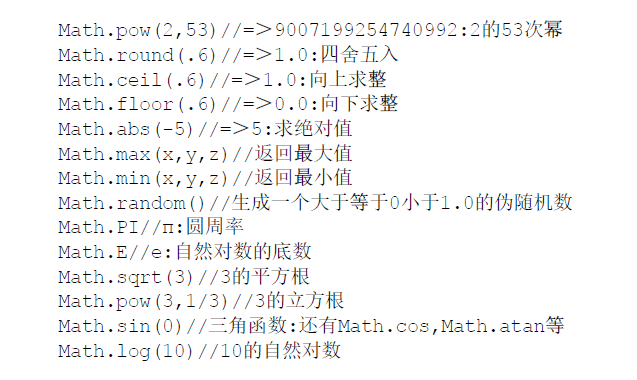 Math.pow(2,53)//=＞9007199254740992:2的53次幂
Math.round(.6)//=＞1.0:四舍五入
Math.ceil(.6)//=＞1.0:向上求整
Math.floor(.6)//=＞0.0:向下求整
Math.abs(-5)//=＞5:求绝对值
Math.max(x,y,z)//返回最大值
Math.min(x,y,z)//返回最小值
Math.random()//生成一个大于等于0小于1.0的伪随机数
Math.PI//π:圆周率
Math.E//e:自然对数的底数
Math.sqrt(3)//3的平方根
Math.pow(3,1/3)//3的立方根
Math.sin(0)//三角函数:还有Math.cos,Math.atan等
Math.log(10)//10的自然对数